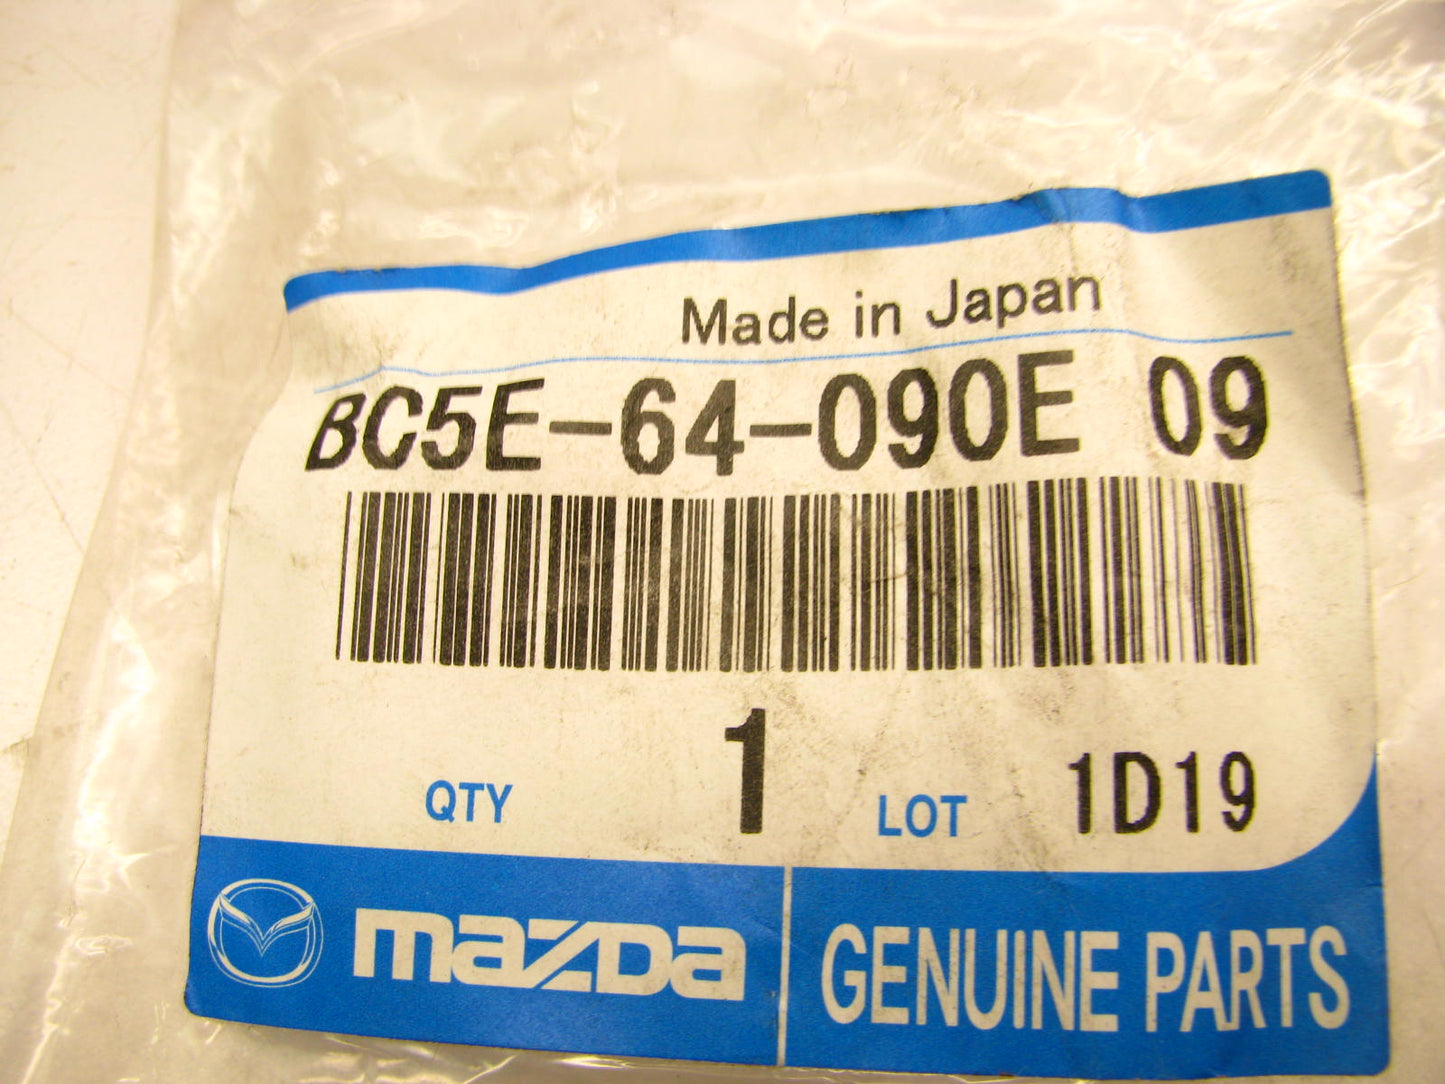 Made in Japan
BC5E-64-090E 09
QTY 1 LOT 1D19
mazda GENUINE PARTS